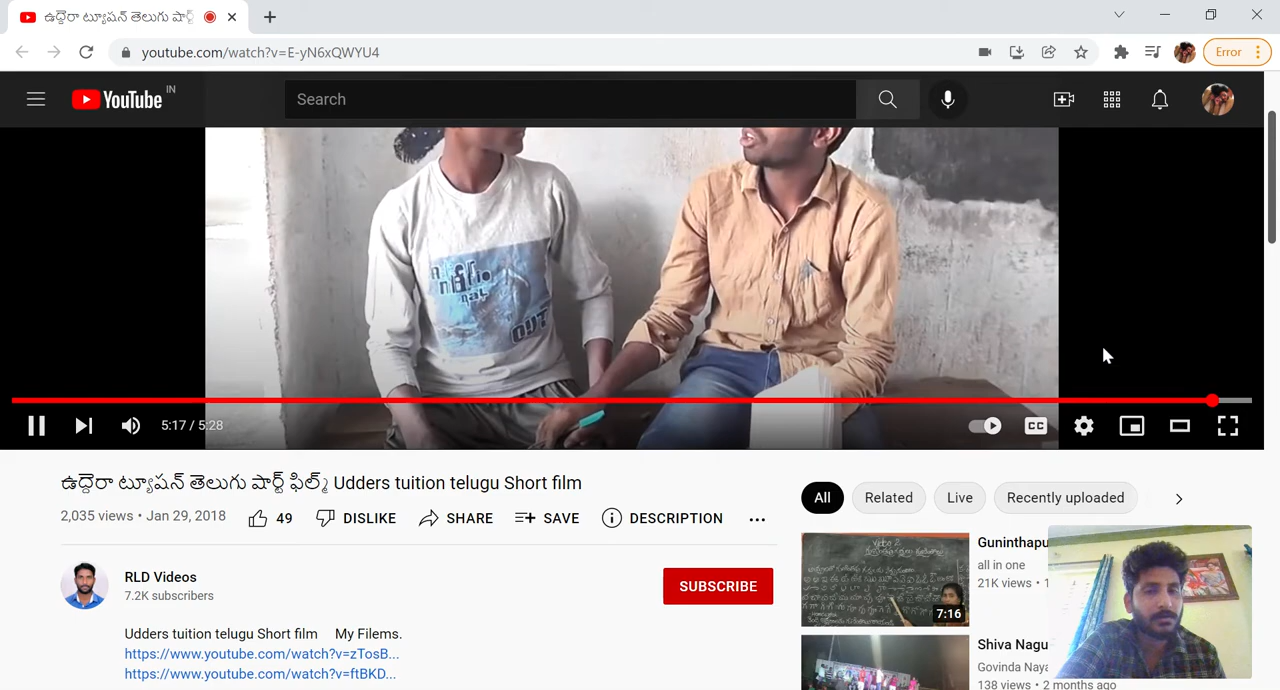 ఉద్దెరా ట్యూషన్ తెలుగు షార్ట్
youtube.com/watch?v=E-yN6xQWYU4
Error
YouTube IN
Search
5:17 / 5:28
CC
ఉద్దెరా ట్యూషన్ తెలుగు షార్ట్ ఫిల్మ్ Udders tuition telugu Short film
2,035 views • Jan 29, 2018
49
DISLIKE
SHARE
SAVE
DESCRIPTION
RLD Videos
7.2K subscribers
SUBSCRIBE
Udders tuition telugu Short film My Filems.
https://www.youtube.com/watch?v=zTosB...
https://www.youtube.com/watch?v=ftBKD...
All
Related
Live
Recently uploaded
Guninthapu
all in one
21K views • 1
7:16
Shiva Nagu
Govinda Naya
138 views • 2 months ago